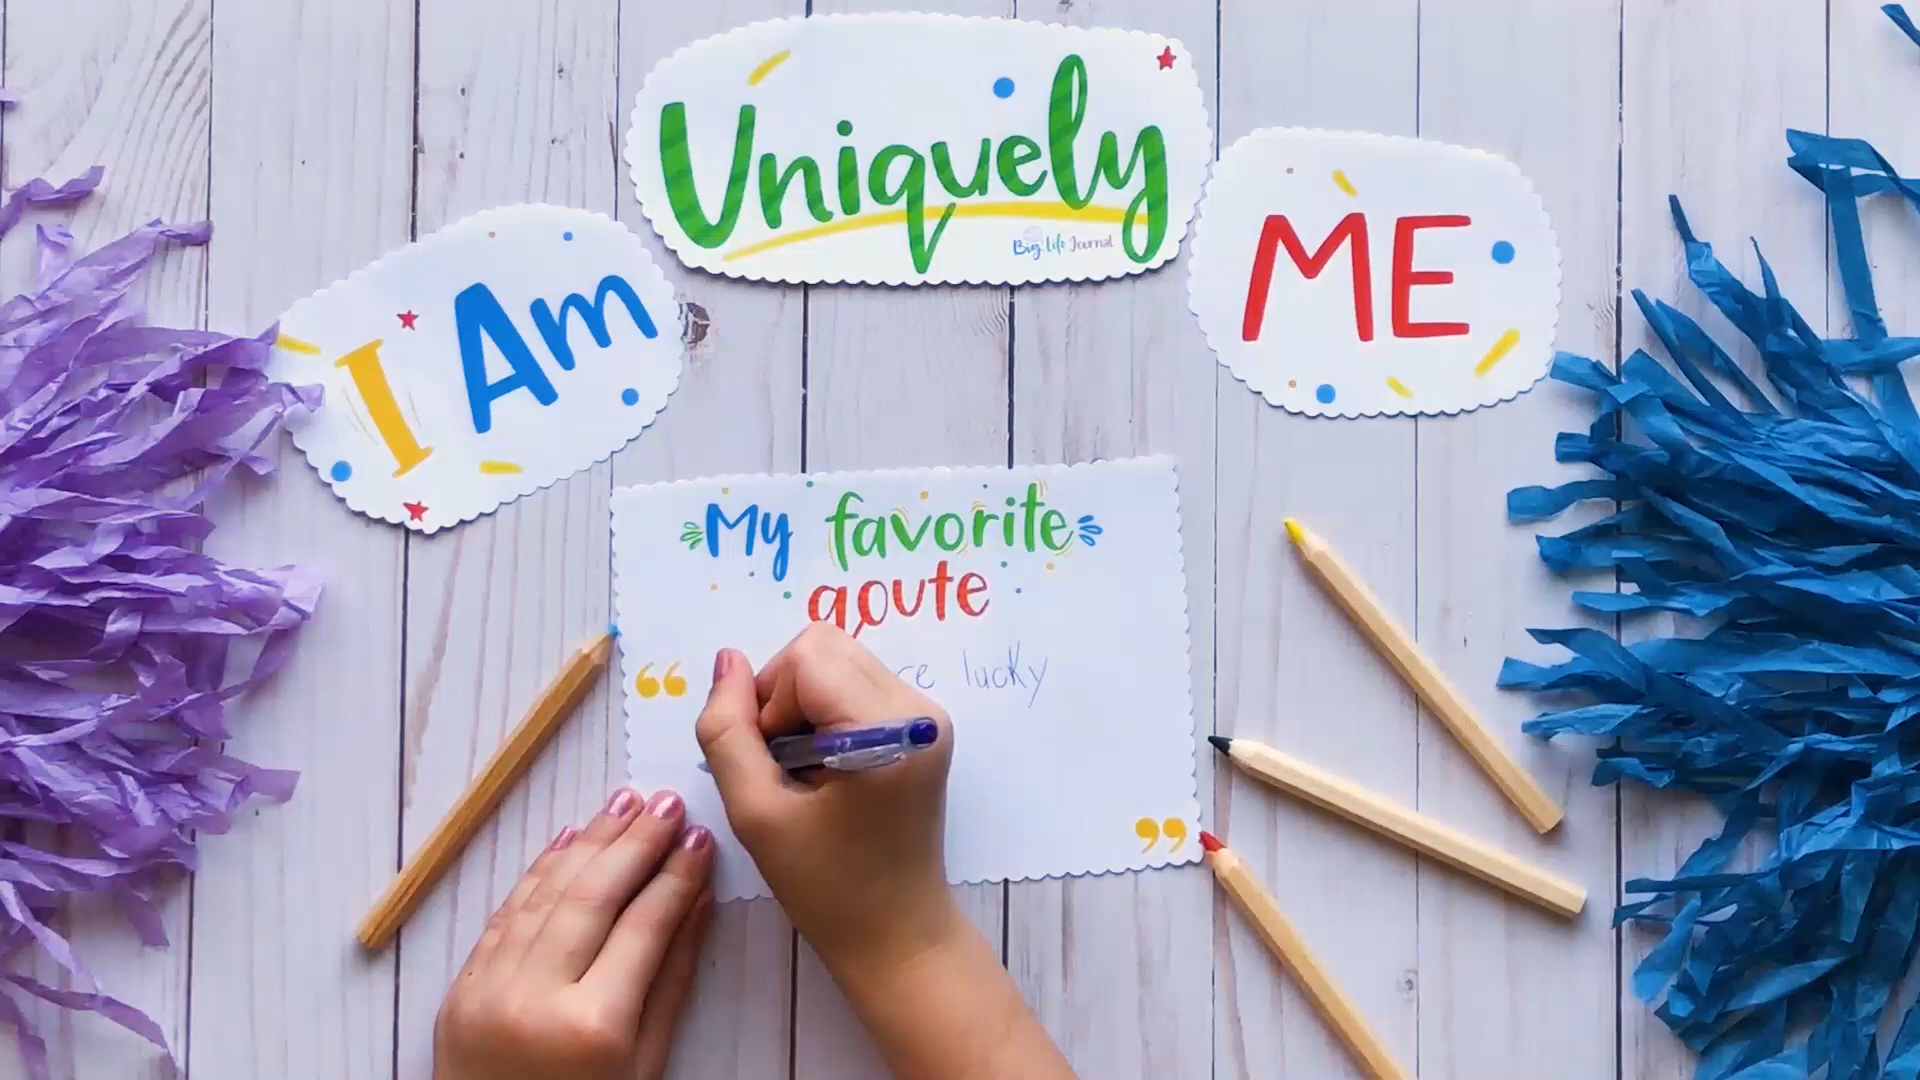 I Am
Uniquely
Big Life Journal
ME
My favorite
qoute
“
lucky
”